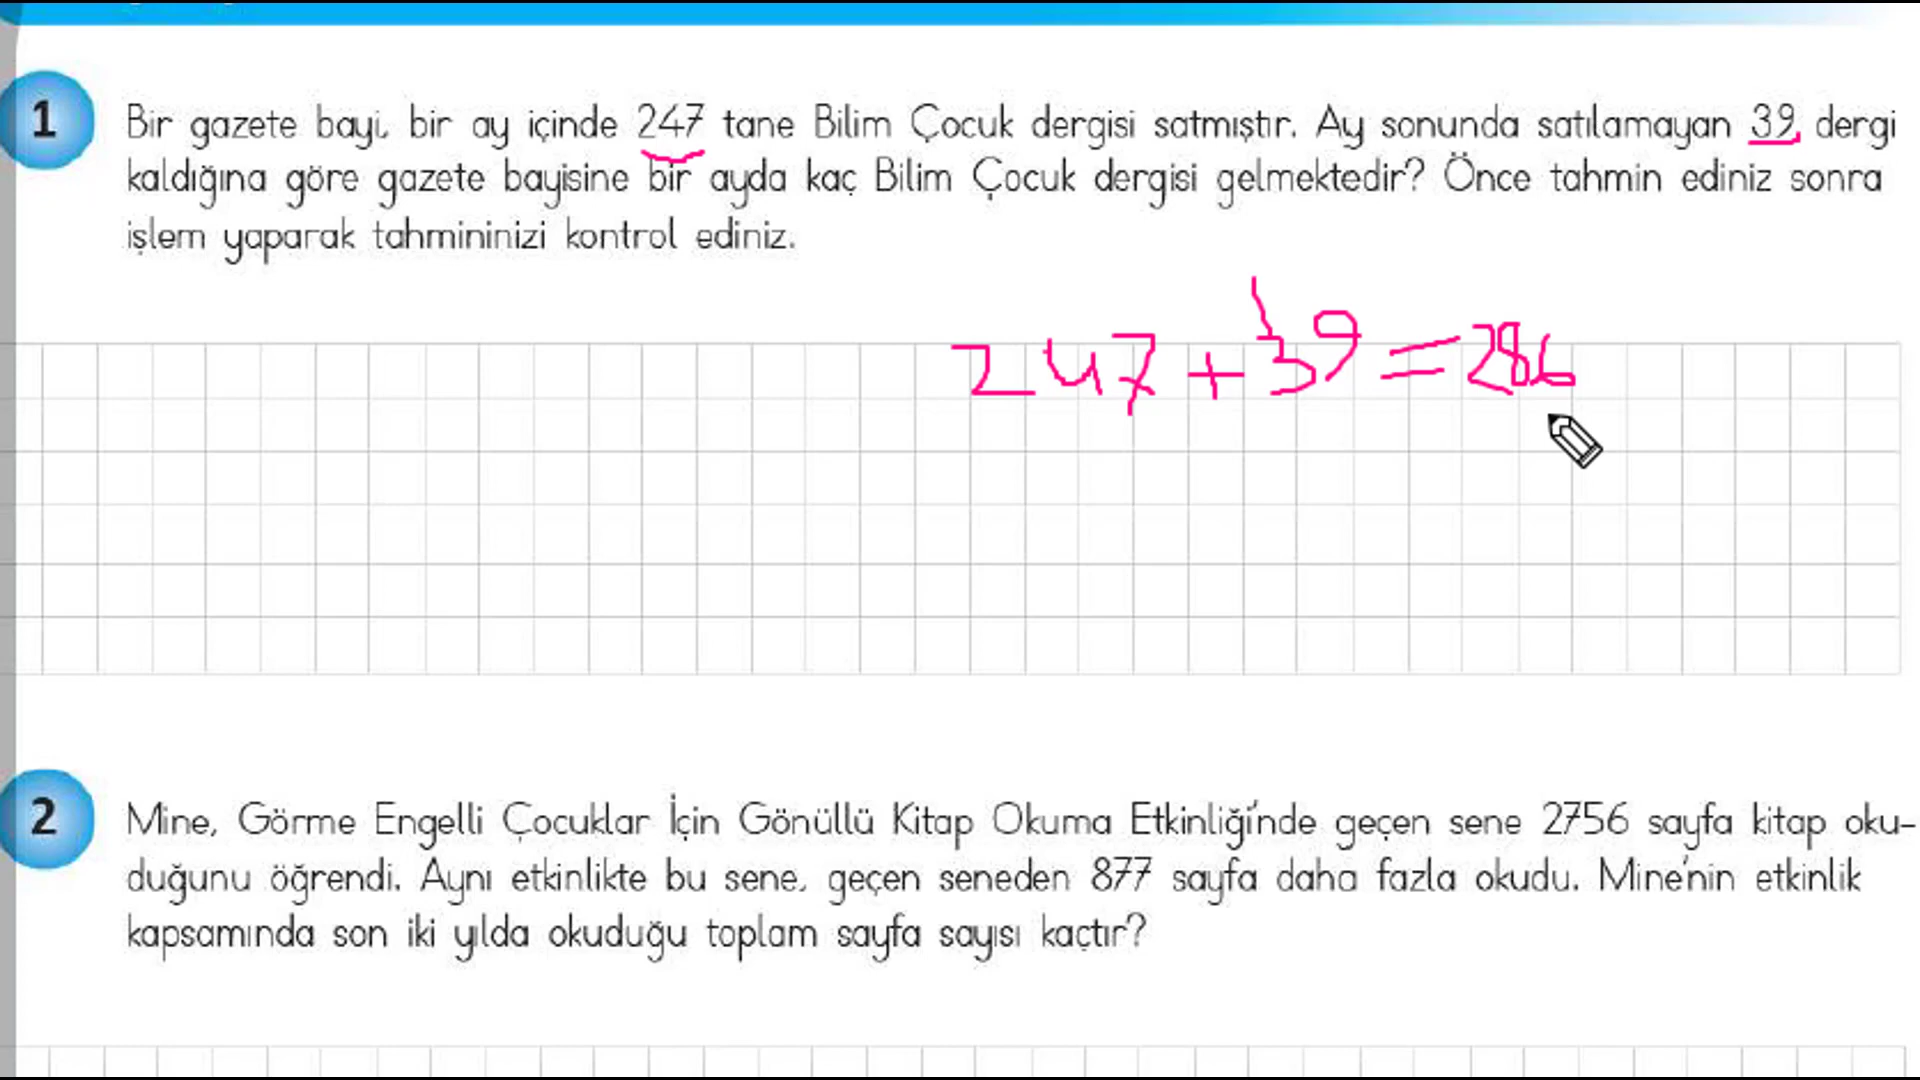 1
Bir gazete bayi, bir ay içinde 247 tane Bilim Çocuk dergisi satmıştır. Ay sonunda satılamayan 39 dergi
kaldığına göre gazete bayisine bir ayda kaç Bilim Çocuk dergisi gelmektedir? Önce tahmin ediniz sonra
işlem yaparak tahmininizi kontrol ediniz.
247+39=286
2
Mine, Görme Engelli Çocuklar İçin Gönüllü Kitap Okuma Etkinliği'nde geçen sene 2756 sayfa kitap oku-
duğunu öğrendi. Aynı etkinlikte bu sene, geçen seneden 877 sayfa daha fazla okudu. Mine'nin etkinlik
kapsamında son iki yılda okuduğu toplam sayfa sayısı kaçtır?